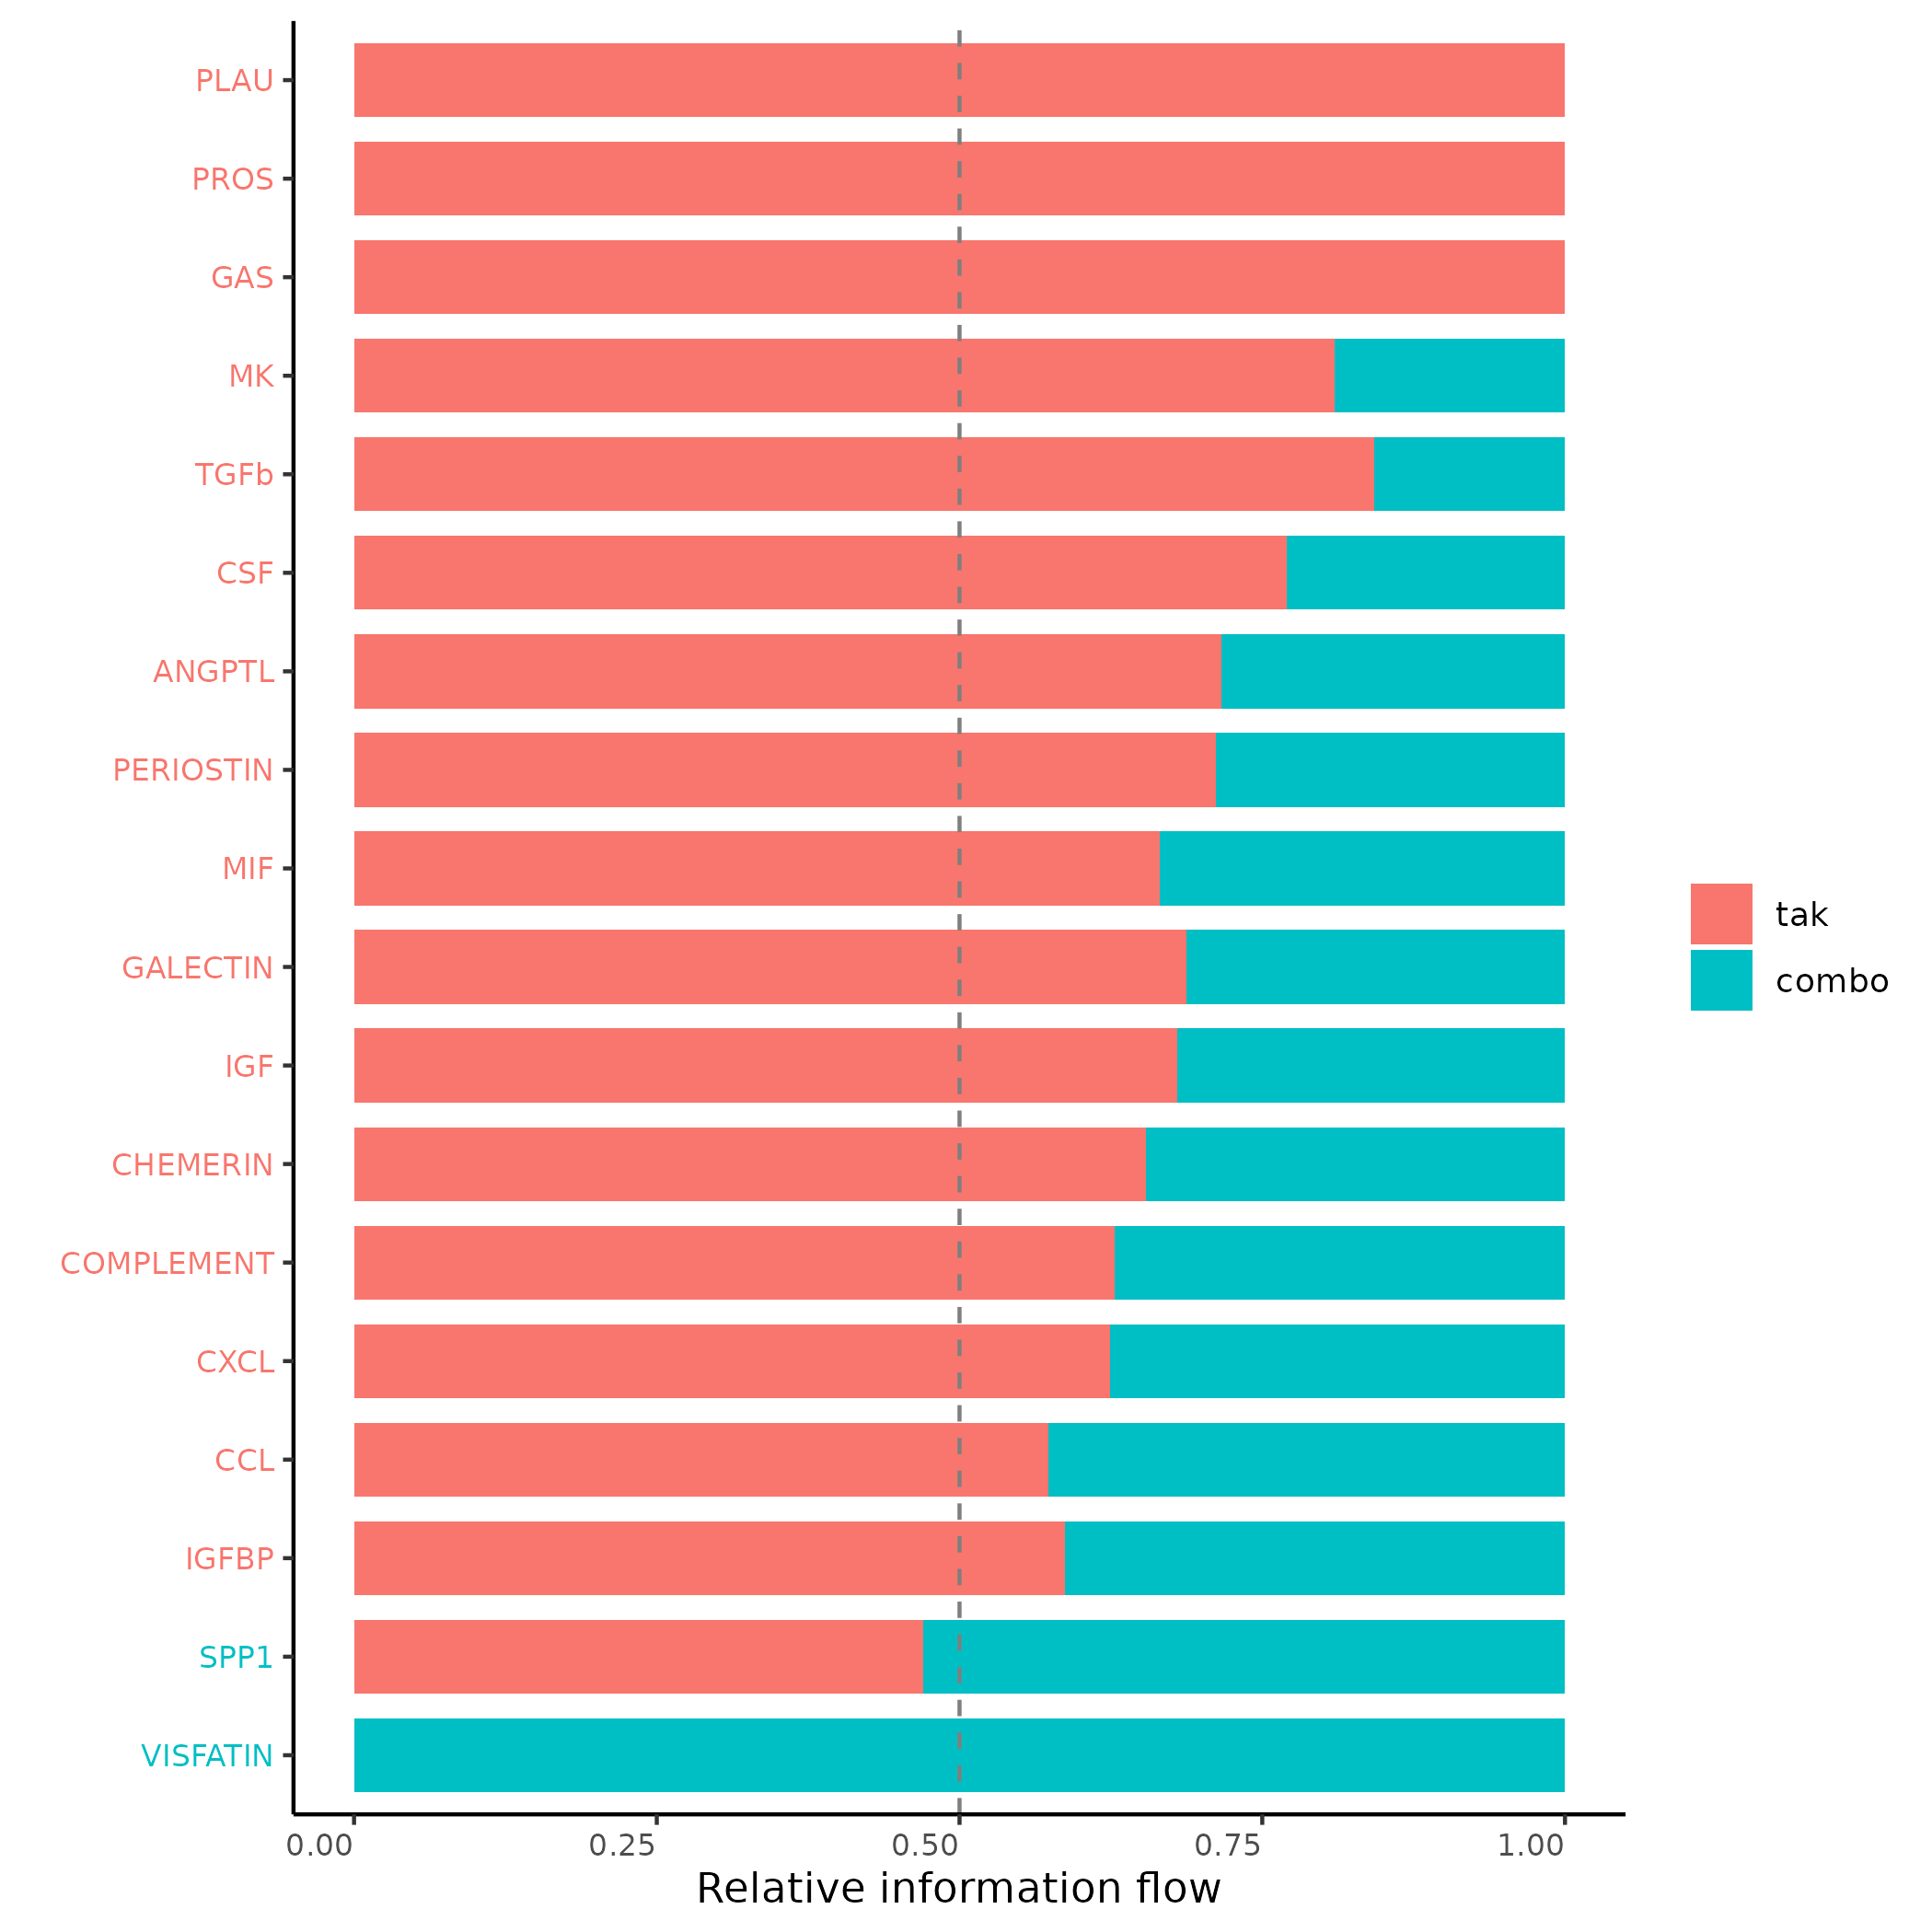 PLAU
PROS
GAS
MK
TGFb
CSF
ANGPTL
PERIOSTIN
MIF
GALECTIN
IGF
CHEMERIN
COMPLEMENT
CXCL
CCL
IGFBP
SPP1
VISFATIN
tak
combo
0.00 0.25 0.50 0.75 1.00
Relative information flow